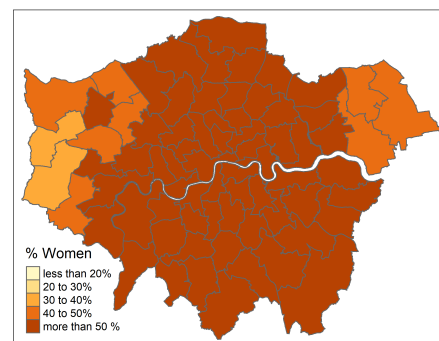 % Women
less than 20%
20 to 30%
30 to 40%
40 to 50%
more than 50 %